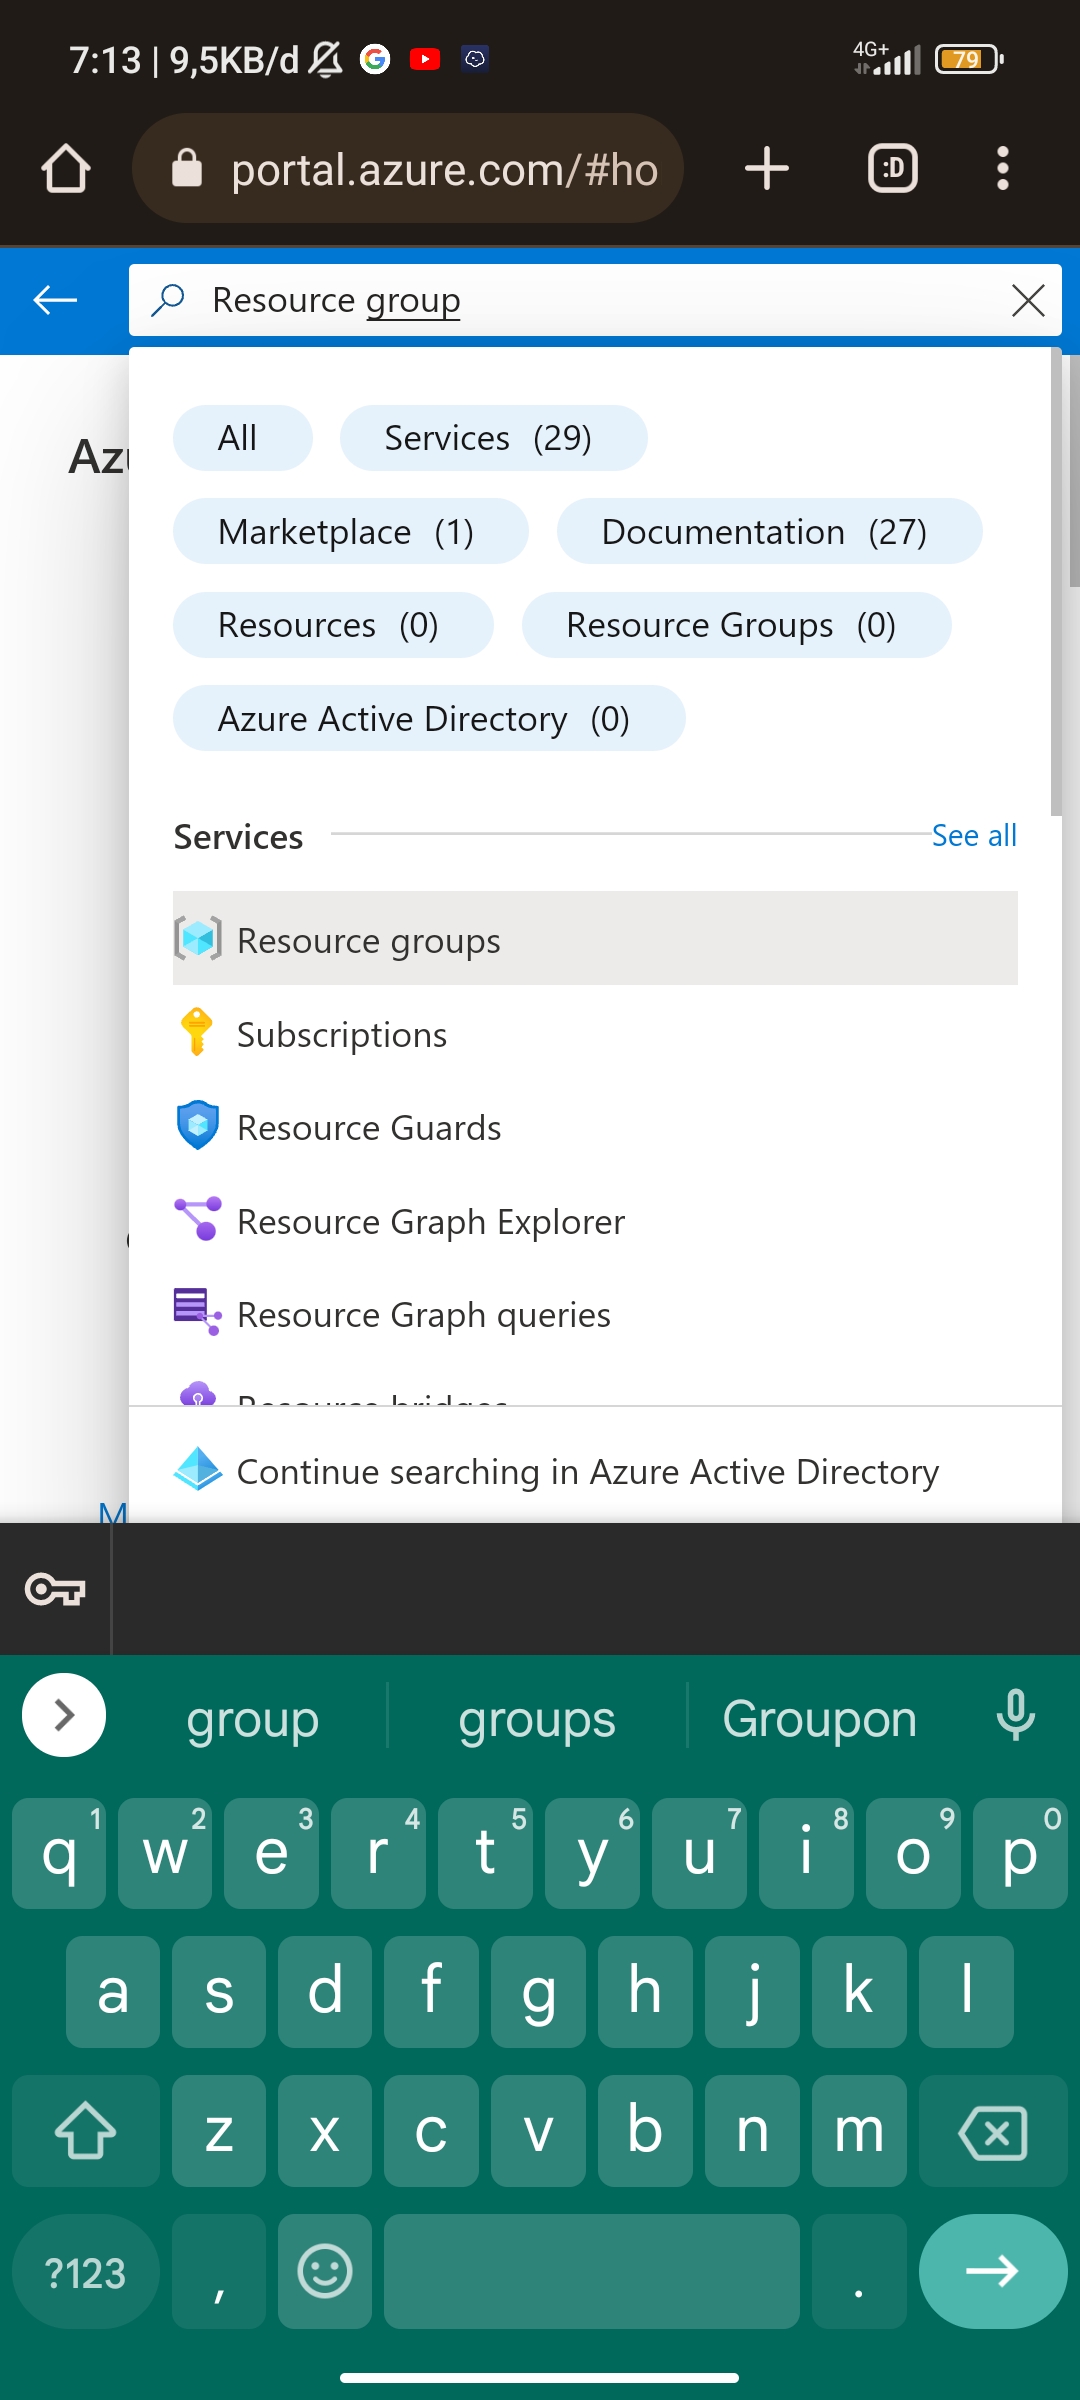 7:13 | 9,5KB/d 4G+ 79
portal.azure.com/#ho :D
Resource group
All Services (29)
Marketplace (1) Documentation (27)
Resources (0) Resource Groups (0)
Azure Active Directory (0)
Services See all
Resource groups
Subscriptions
Resource Guards
Resource Graph Explorer
Resource Graph queries
Resource bridges
Continue searching in Azure Active Directory
M
group groups Groupon
q 1 w 2 e 3 r 4 t 5 y 6 u 7 i 8 o 9 p 0
a s d f g h j k l
z x c v b n m
?123 , .